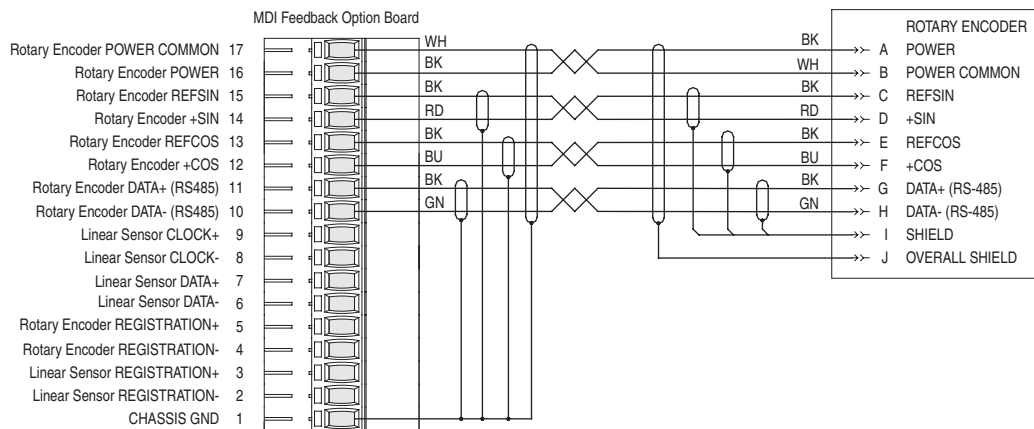 MDI Feedback Option Board
ROTARY ENCODER
Rotary Encoder POWER COMMON 17 WH BK A POWER
Rotary Encoder POWER 16 BK WH B POWER COMMON
Rotary Encoder REFSIN 15 BK BK C REFSIN
Rotary Encoder +SIN 14 RD RD D +SIN
Rotary Encoder REFCOS 13 BK BK E REFCOS
Rotary Encoder +COS 12 BU BU F +COS
Rotary Encoder DATA+ (RS485) 11 BK BK G DATA+ (RS-485)
Rotary Encoder DATA- (RS485) 10 GN GN H DATA- (RS-485)
Linear Sensor CLOCK+ 9 I SHIELD
Linear Sensor CLOCK- 8 J OVERALL SHIELD
Linear Sensor DATA+ 7
Linear Sensor DATA- 6
Rotary Encoder REGISTRATION+ 5
Rotary Encoder REGISTRATION- 4
Linear Sensor REGISTRATION+ 3
Linear Sensor REGISTRATION- 2
CHASSIS GND 1